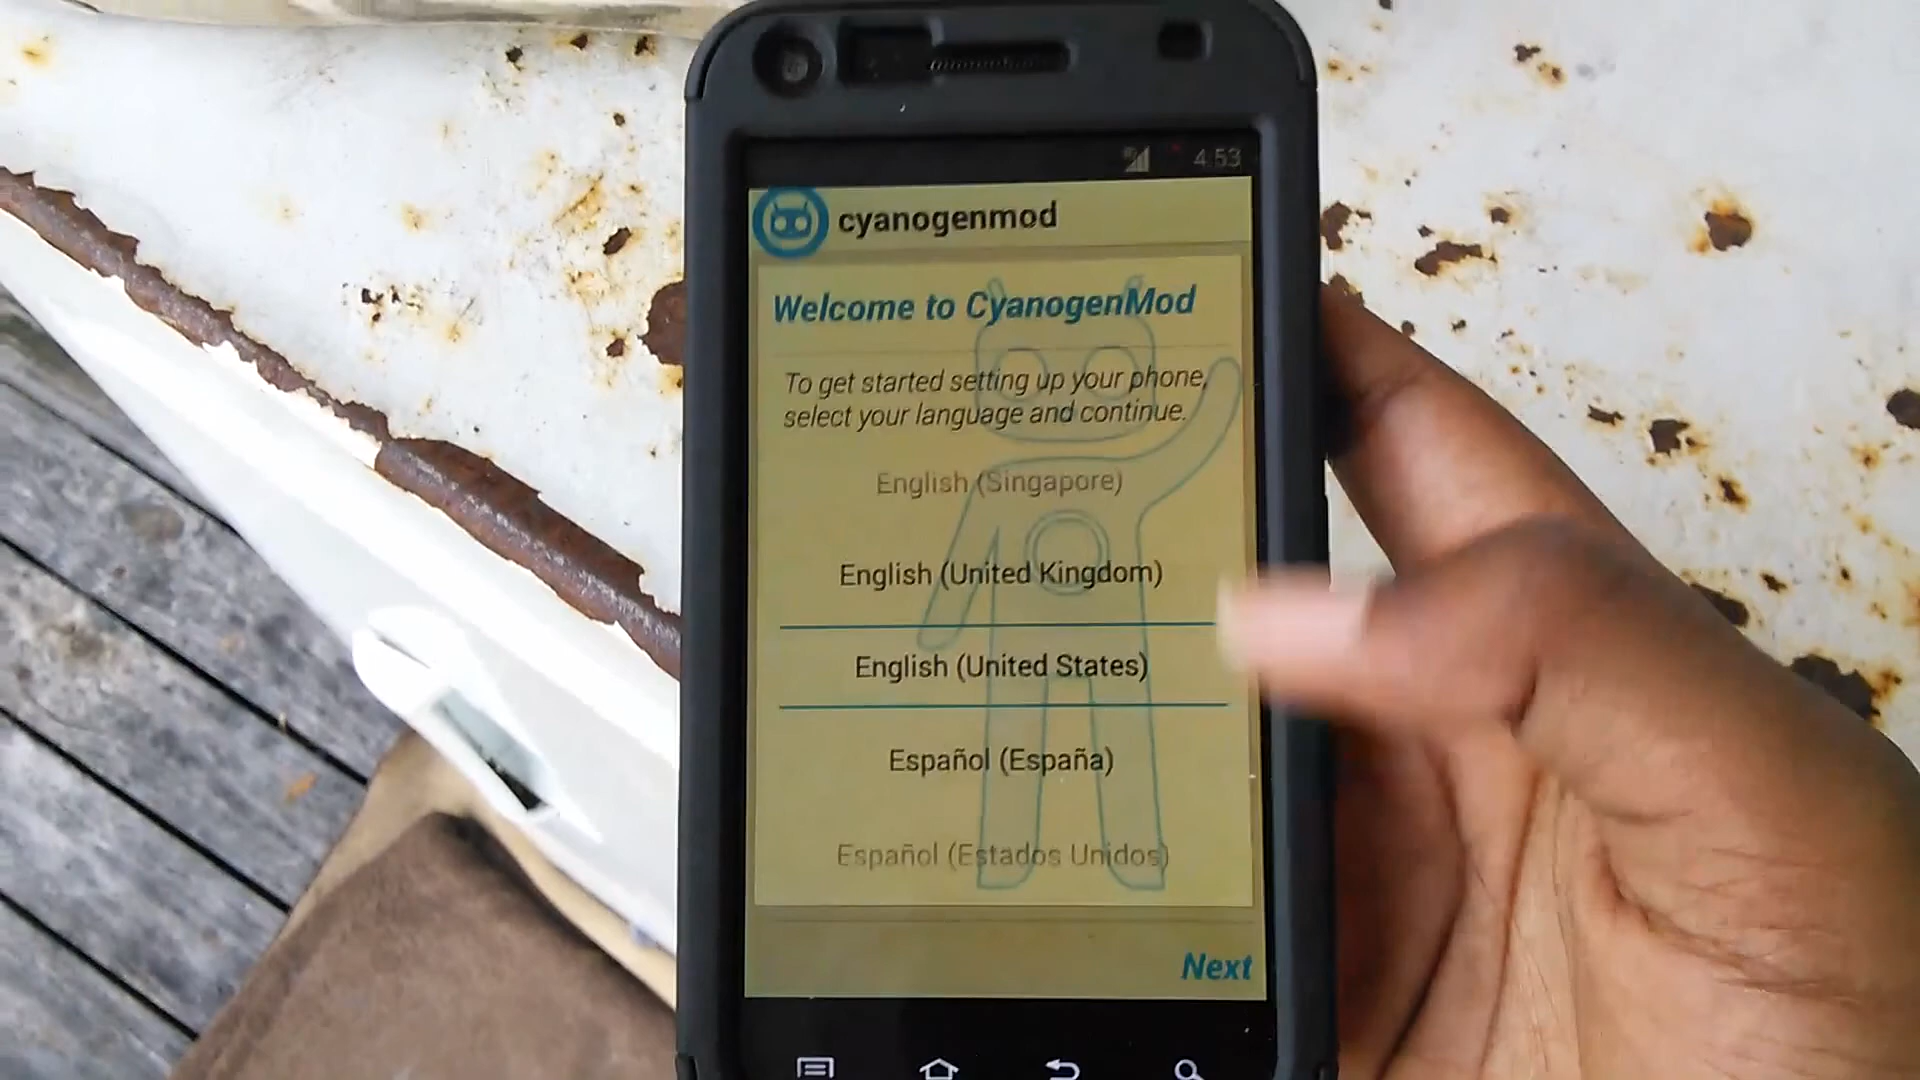 4:53
cyanogenmod
Welcome to CyanogenMod
To get started setting up your phone,
select your language and continue.
English (Singapore)
English (United Kingdom)
English (United States)
Español (España)
Español (Estados Unidos)
Next